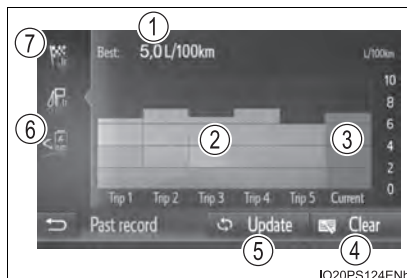 1
7
Best: 5,0 L/100km
L/100km
10
8
6
4
2
0
6
2
3
Trip 1 Trip 2 Trip 3 Trip 4 Trip 5 Current
Past record
Update
Clear
5
4
IO20PS124ENh